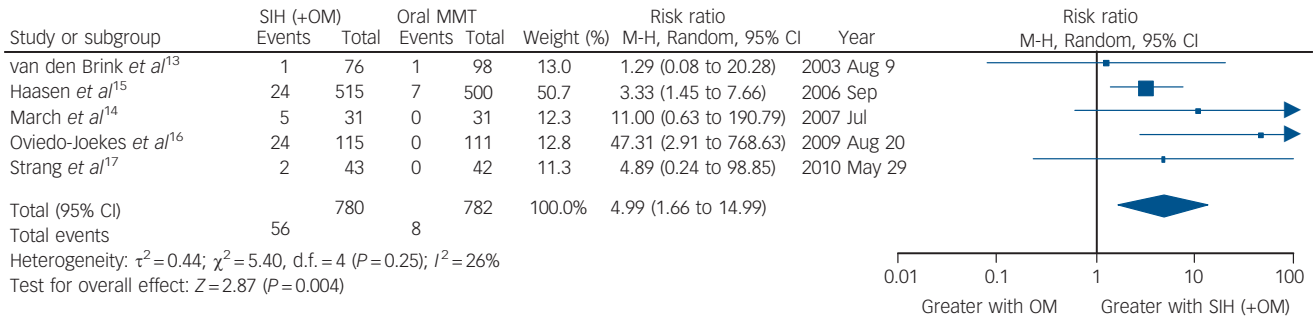 SIH (+OM) Oral MMT Risk ratio Risk ratio
Study or subgroup Events Total Events Total Weight (%) M-H, Random, 95% CI Year M-H, Random, 95% CI
van den Brink et al13 1 76 1 98 13.0 1.29 (0.08 to 20.28) 2003 Aug 9
Haasen et al15 24 515 7 500 50.7 3.33 (1.45 to 7.66) 2006 Sep
March et al14 5 31 0 31 12.3 11.00 (0.63 to 190.79) 2007 Jul
Oviedo-Joekes et al16 24 115 0 111 12.8 47.31 (2.91 to 768.63) 2009 Aug 20
Strang et al17 2 43 0 42 11.3 4.89 (0.24 to 98.85) 2010 May 29
Total (95% CI) 780 782 100.0% 4.99 (1.66 to 14.99)
Total events 56 8
Heterogeneity: τ2=0.44; χ2=5.40, d.f.=4 (P=0.25); I2=26%
Test for overall effect: Z=2.87 (P=0.004)
0.01 0.1 1 10 100
Greater with OM Greater with SIH (+OM)